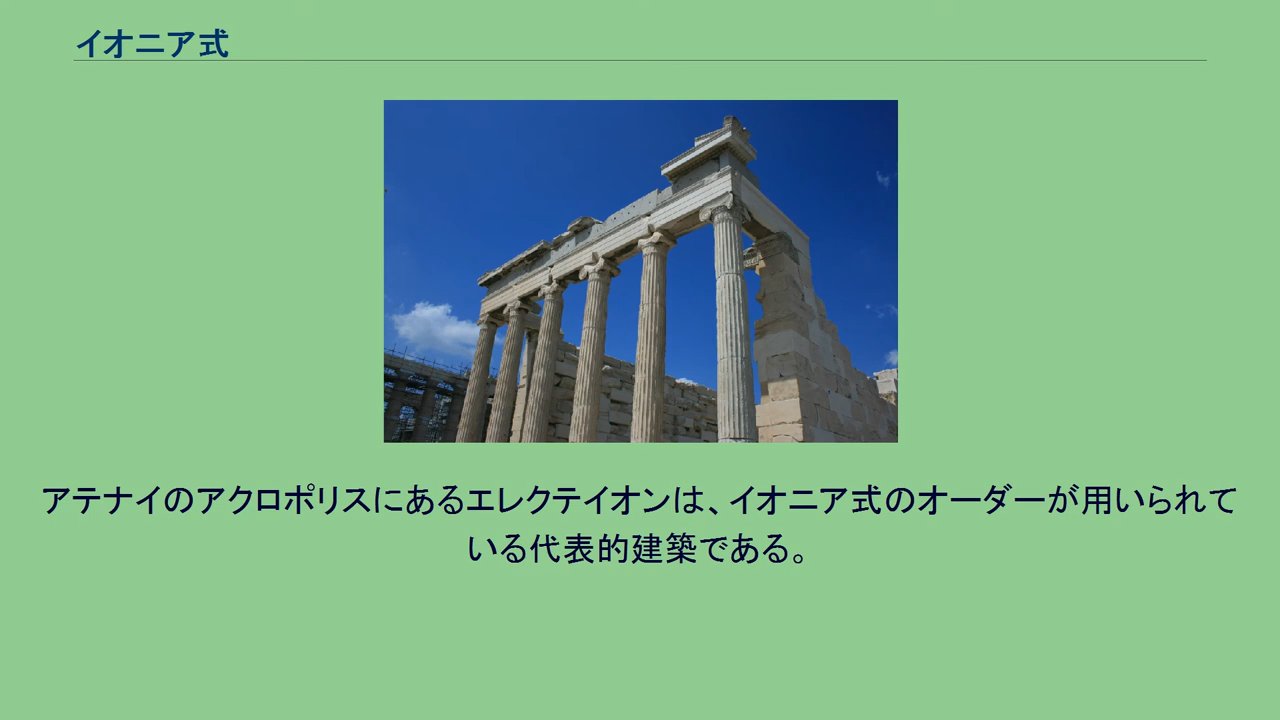 イオニア式
アテナイのアクロポリスにあるエレクテイオンは、イオニア式のオーダーが用いられて
いる代表的建築である。